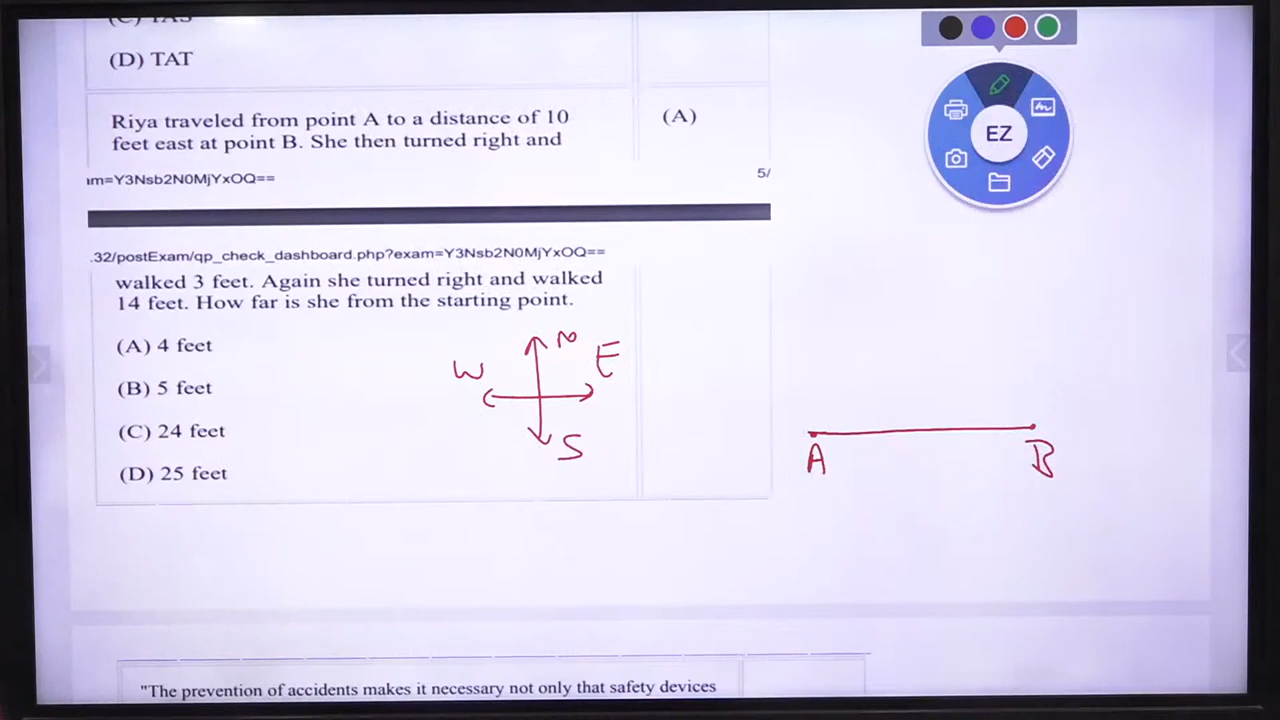 (C) TAS
(D) TAT
Riya traveled from point A to a distance of 10
feet east at point B. She then turned right and
(A)
ım=Y3Nsb2N0MjYxOQ==
5/
.32/postExam/qp_check_dashboard.php?exam=Y3Nsb2N0MjYxOQ==
walked 3 feet. Again she turned right and walked
14 feet. How far is she from the starting point.
(A) 4 feet
(B) 5 feet
(C) 24 feet
(D) 25 feet
N
W
E
S
A
B
EZ
"The prevention of accidents makes it necessary not only that safety devices